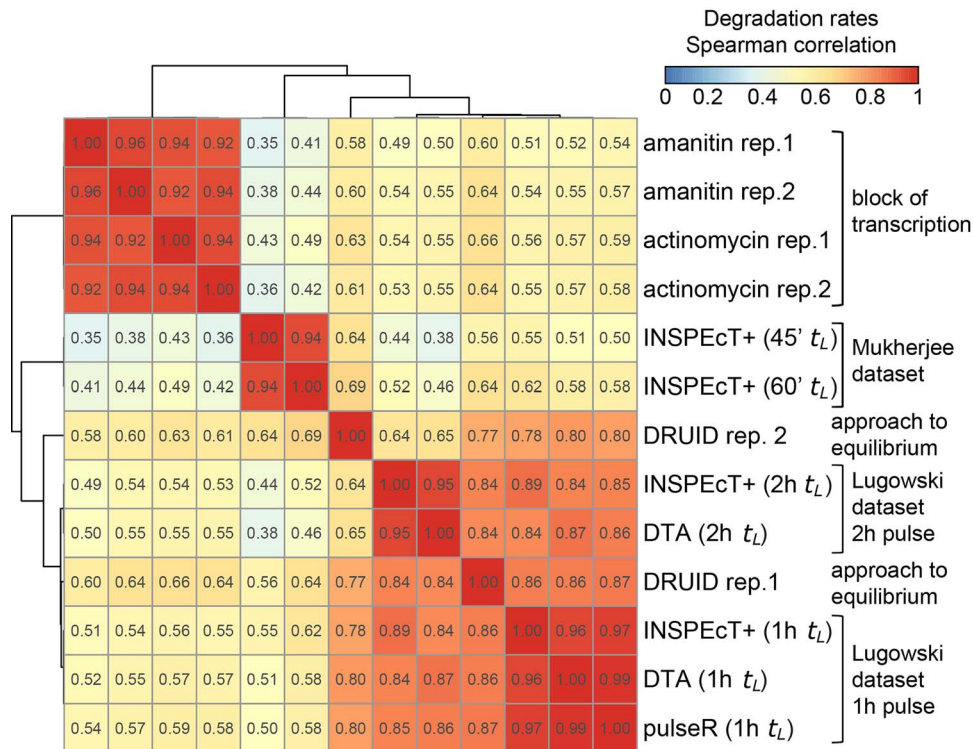 Degradation rates
Spearman correlation
0 0.2 0.4 0.6 0.8 1
1.00 0.96 0.94 0.92 0.35 0.41 0.58 0.49 0.50 0.60 0.51 0.52 0.54 amanitin rep.1
0.96 1.00 0.92 0.94 0.38 0.44 0.60 0.54 0.55 0.64 0.54 0.55 0.57 amanitin rep.2
block of
transcription
0.94 0.92 1.00 0.94 0.43 0.49 0.63 0.54 0.55 0.66 0.56 0.57 0.59 actinomycin rep.1
0.92 0.94 0.94 1.00 0.36 0.42 0.61 0.53 0.55 0.64 0.55 0.57 0.58 actinomycin rep.2
0.35 0.38 0.43 0.36 1.00 0.94 0.64 0.44 0.38 0.56 0.55 0.51 0.50 INSPEcT+ (45' tL)
Mukherjee
dataset
0.41 0.44 0.49 0.42 0.94 1.00 0.69 0.52 0.46 0.64 0.62 0.58 0.58 INSPEcT+ (60' tL)
0.58 0.60 0.63 0.61 0.64 0.69 1.00 0.64 0.65 0.77 0.78 0.80 0.80 DRUID rep. 2
approach to
equilibrium
0.49 0.54 0.54 0.53 0.44 0.52 0.64 1.00 0.95 0.84 0.89 0.84 0.85 INSPEcT+ (2h tL)
Lugowski
dataset
2h pulse
0.50 0.55 0.55 0.55 0.38 0.46 0.65 0.95 1.00 0.84 0.84 0.87 0.86 DTA (2h tL)
0.60 0.64 0.66 0.64 0.56 0.64 0.77 0.84 0.84 1.00 0.86 0.86 0.87 DRUID rep.1
approach to
equilibrium
0.51 0.54 0.56 0.55 0.55 0.62 0.78 0.89 0.84 0.86 1.00 0.96 0.97 INSPEcT+ (1h tL)
0.52 0.55 0.57 0.57 0.51 0.58 0.80 0.84 0.87 0.86 0.96 1.00 0.99 DTA (1h tL)
Lugowski
dataset
1h pulse
0.54 0.57 0.59 0.58 0.50 0.58 0.80 0.85 0.86 0.87 0.97 0.99 1.00 pulseR (1h tL)